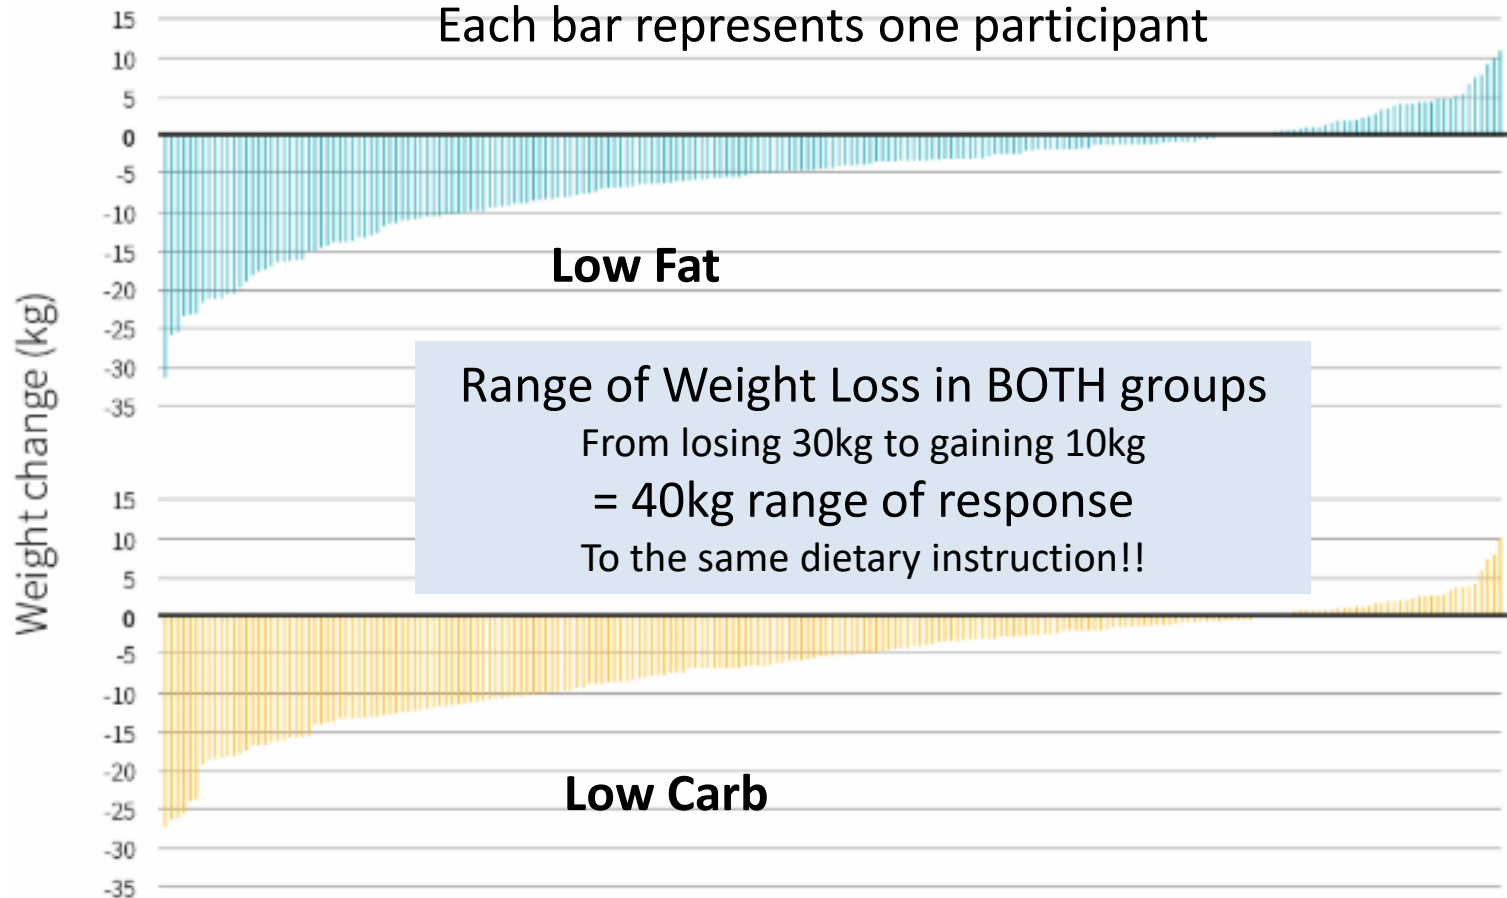 Each bar represents one participant
15
10
5
0
-5
-10
-15
-20
-25
-30
-35
Low Fat
Weight change (kg)
Range of Weight Loss in BOTH groups
From losing 30kg to gaining 10kg
= 40kg range of response
To the same dietary instruction!!
15
10
5
0
-5
-10
-15
-20
-25
-30
-35
Low Carb